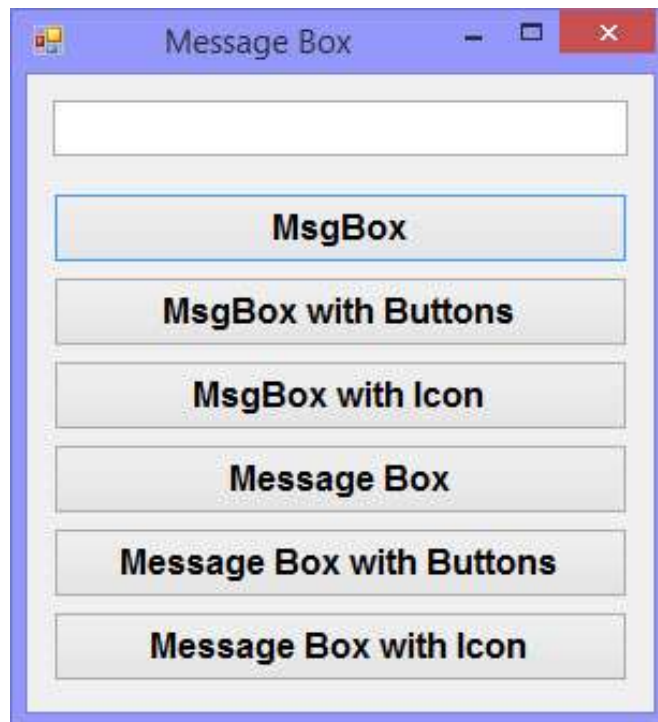 Message Box
MsgBox
MsgBox with Buttons
MsgBox with Icon
Message Box
Message Box with Buttons
Message Box with Icon